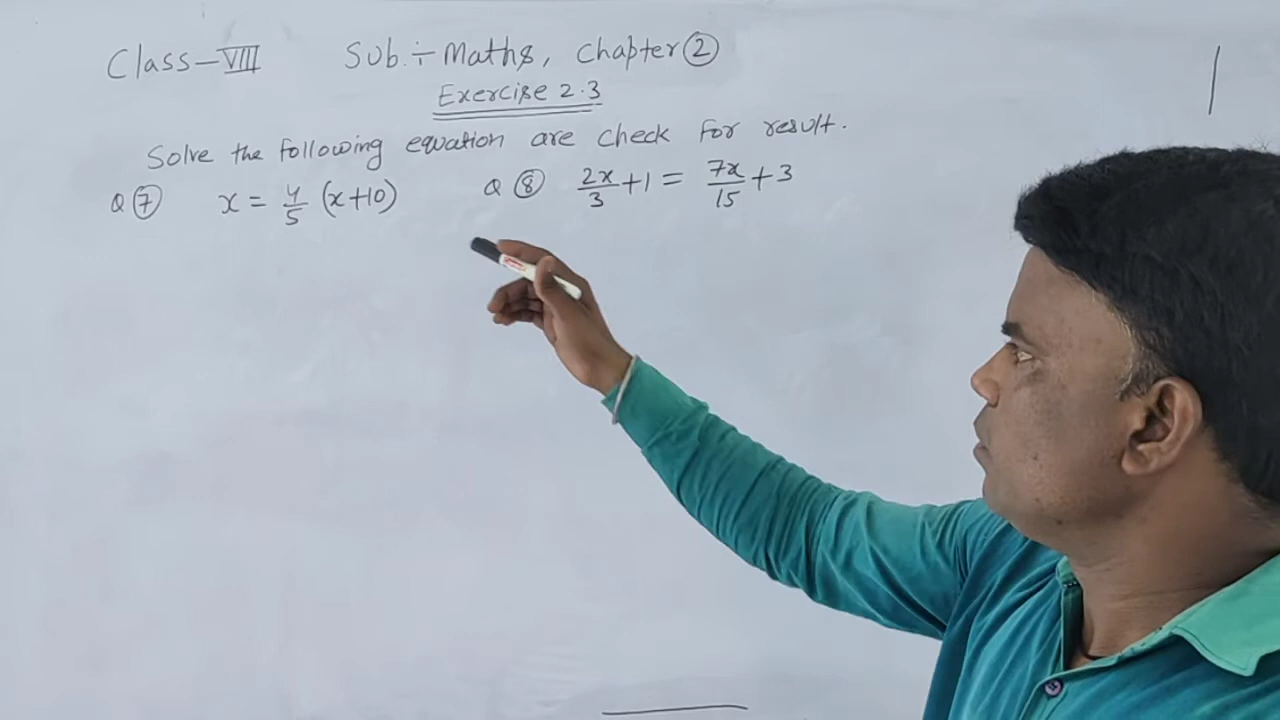 Class-VIII Sub.÷Maths, Chapter ②
Exercise 2.3
Solve the following equation are check for result.
Q ⑦ x = 4/5 (x+10) Q ⑧ 2x/3 + 1 = 7x/15 + 3